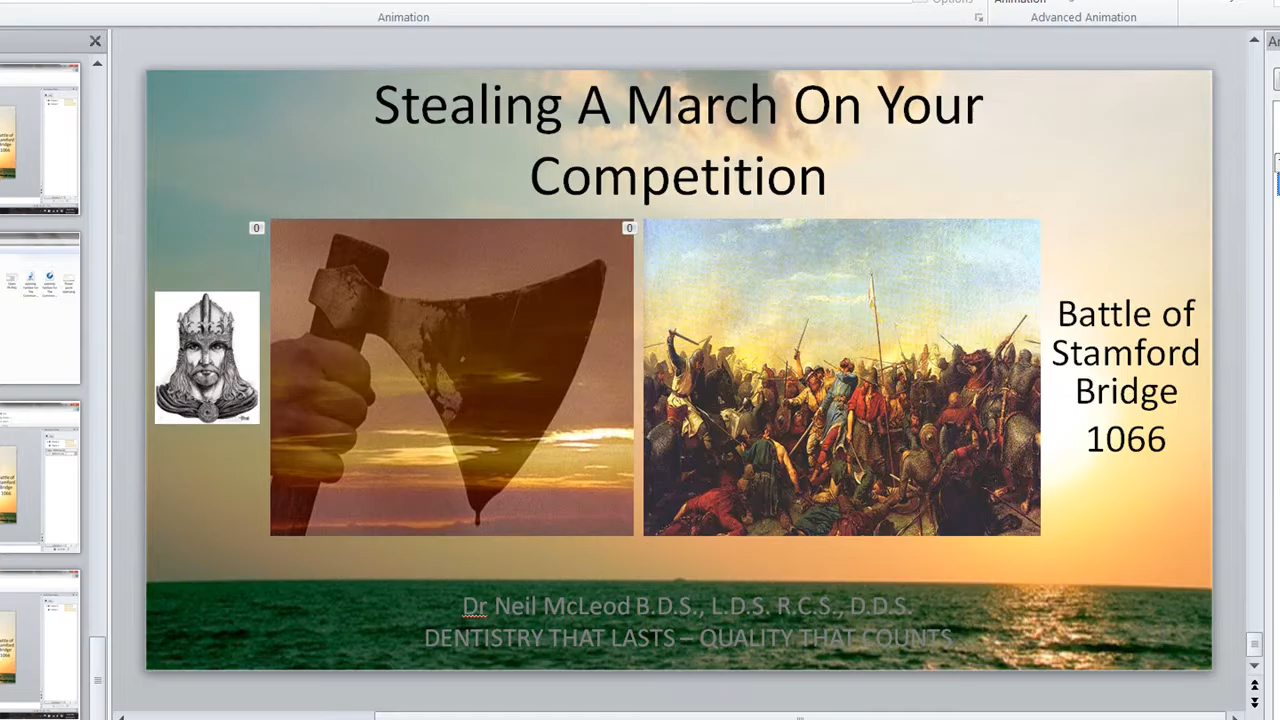 Animation
Advanced Animation
Stealing A March On Your
Competition
0
0
Battle of
Stamford
Bridge
1066
Dr Neil McLeod B.D.S., L.D.S. R.C.S., D.D.S.
DENTISTRY THAT LASTS – QUALITY THAT COUNTS